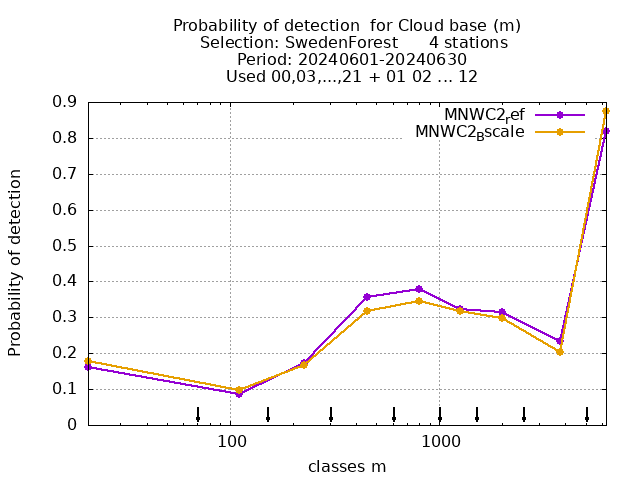 Probability of detection  for Cloud base (m)
Selection: SwedenForest      4 stations
Period: 20240601-20240630
Used 00,03,...,21 + 01 02 ... 12
MNWC2ref
MNWC2Bscale
Probability of detection
0.9
0.8
0.7
0.6
0.5
0.4
0.3
0.2
0.1
0
100 1000
classes m